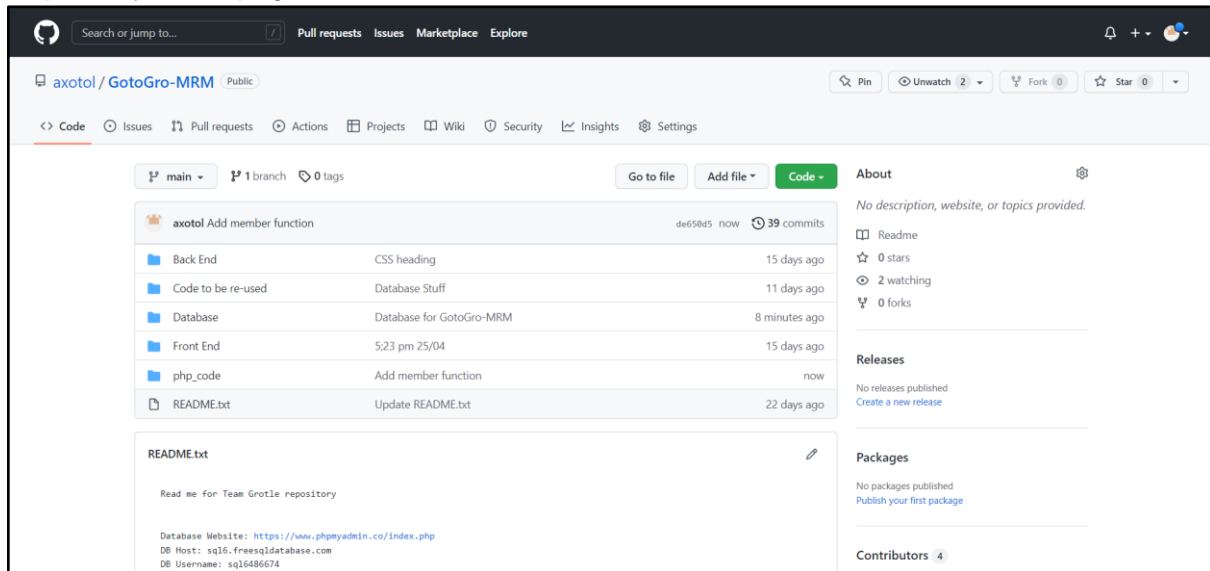 Search or jump to... / Pull requests Issues Marketplace Explore
axotol / GotoGro-MRM Public
Pin Unwatch 2 Fork 0 Star 0
Code Issues Pull requests Actions Projects Wiki Security Insights Settings
main 1 branch 0 tags Go to file Add file Code
axotol Add member function de650d5 now 39 commits
Back End CSS heading 15 days ago
Code to be re-used Database Stuff 11 days ago
Database Database for GotoGro-MRM 8 minutes ago
Front End 5;23 pm 25/04 15 days ago
php_code Add member function now
README.txt Update README.txt 22 days ago
README.txt
Read me for Team Grotle repository
Database Website: https://www.phpmyadmin.co/index.php
DB Host: sql6.freesqldatabase.com
DB Username: sql6486674
About
No description, website, or topics provided.
Readme
0 stars
2 watching
0 forks
Releases
No releases published
Create a new release
Packages
No packages published
Publish your first package
Contributors 4